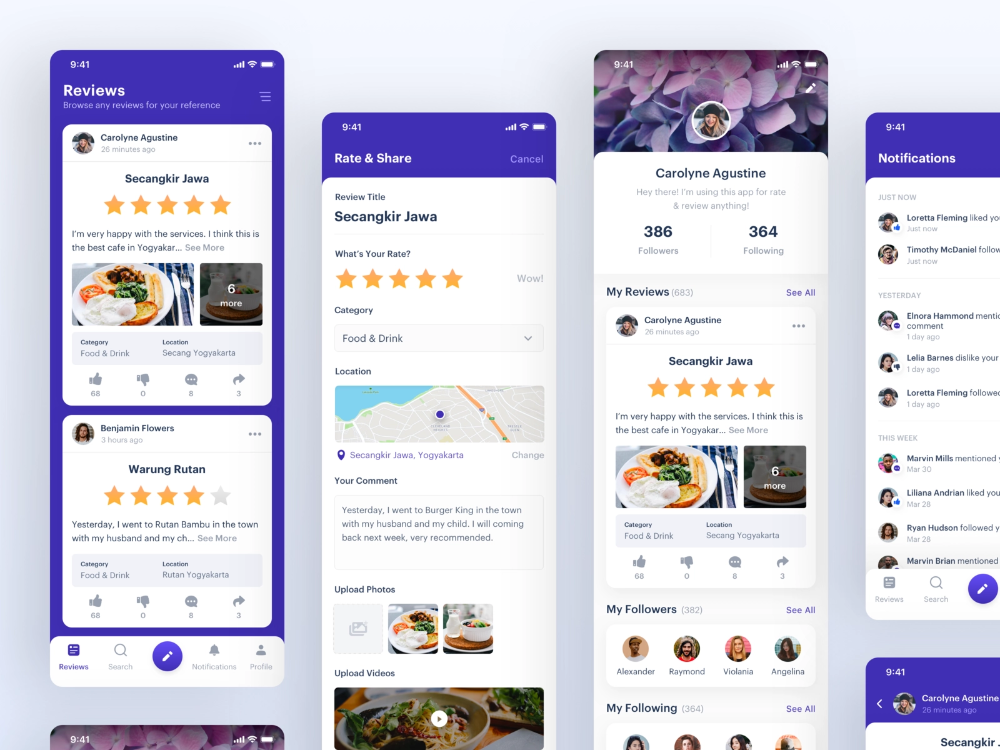 9:41
Reviews
Browse any reviews for your reference
Carolyne Agustine
26 minutes ago
Secangkir Jawa
I'm very happy with the services. I think this is
the best cafe in Yogyakar... See More
6
more
Category
Location
Food & Drink
Secang Yogyakarta
68
0
8
3
Benjamin Flowers
3 hours ago
Warung Rutan
Yesterday, I went to Rutan Bambu in the town
with my husband and my ch... See More
Category
Location
Food & Drink
Rutan Yogyakarta
68
0
8
3
Reviews
Search
Notifications
Profile
9:41
9:41
Rate & Share
Cancel
Review Title
Secangkir Jawa
What's Your Rate?
Wow!
Category
Food & Drink
Location
Secangkir Jawa, Yogyakarta
Change
Your Comment
Yesterday, I went to Burger King in the town
with my husband and my child. I will coming
back next week, very recommended.
Upload Photos
Upload Videos
9:41
Carolyne Agustine
Hey there! I'm using this app for rate
& review anything!
386
364
Followers
Following
My Reviews (683)
See All
Carolyne Agustine
26 minutes ago
Secangkir Jawa
I'm very happy with the services. I think this is
the best cafe in Yogyakar... See More
6
more
Category
Location
Food & Drink
Secang Yogyakarta
68
0
8
3
My Followers (382)
See All
Alexander
Raymond
Violania
Angelina
My Following (364)
See All
9:41
Notifications
JUST NOW
Loretta Fleming liked you
Just now
Timothy McDaniel follow
Just now
YESTERDAY
Elnora Hammond mentio
comment
1 day ago
Lelia Barnes dislike your
1 day ago
Loretta Fleming followed
1 day ago
THIS WEEK
Marvin Mills mentioned y
Mar 30
Liliana Andrian liked you
Mar 28
Ryan Hudson followed y
Mar 28
Marvin Brian mentioned
Reviews
Search
9:41
Carolyne Agustine
26 minutes ago
Secangkir J